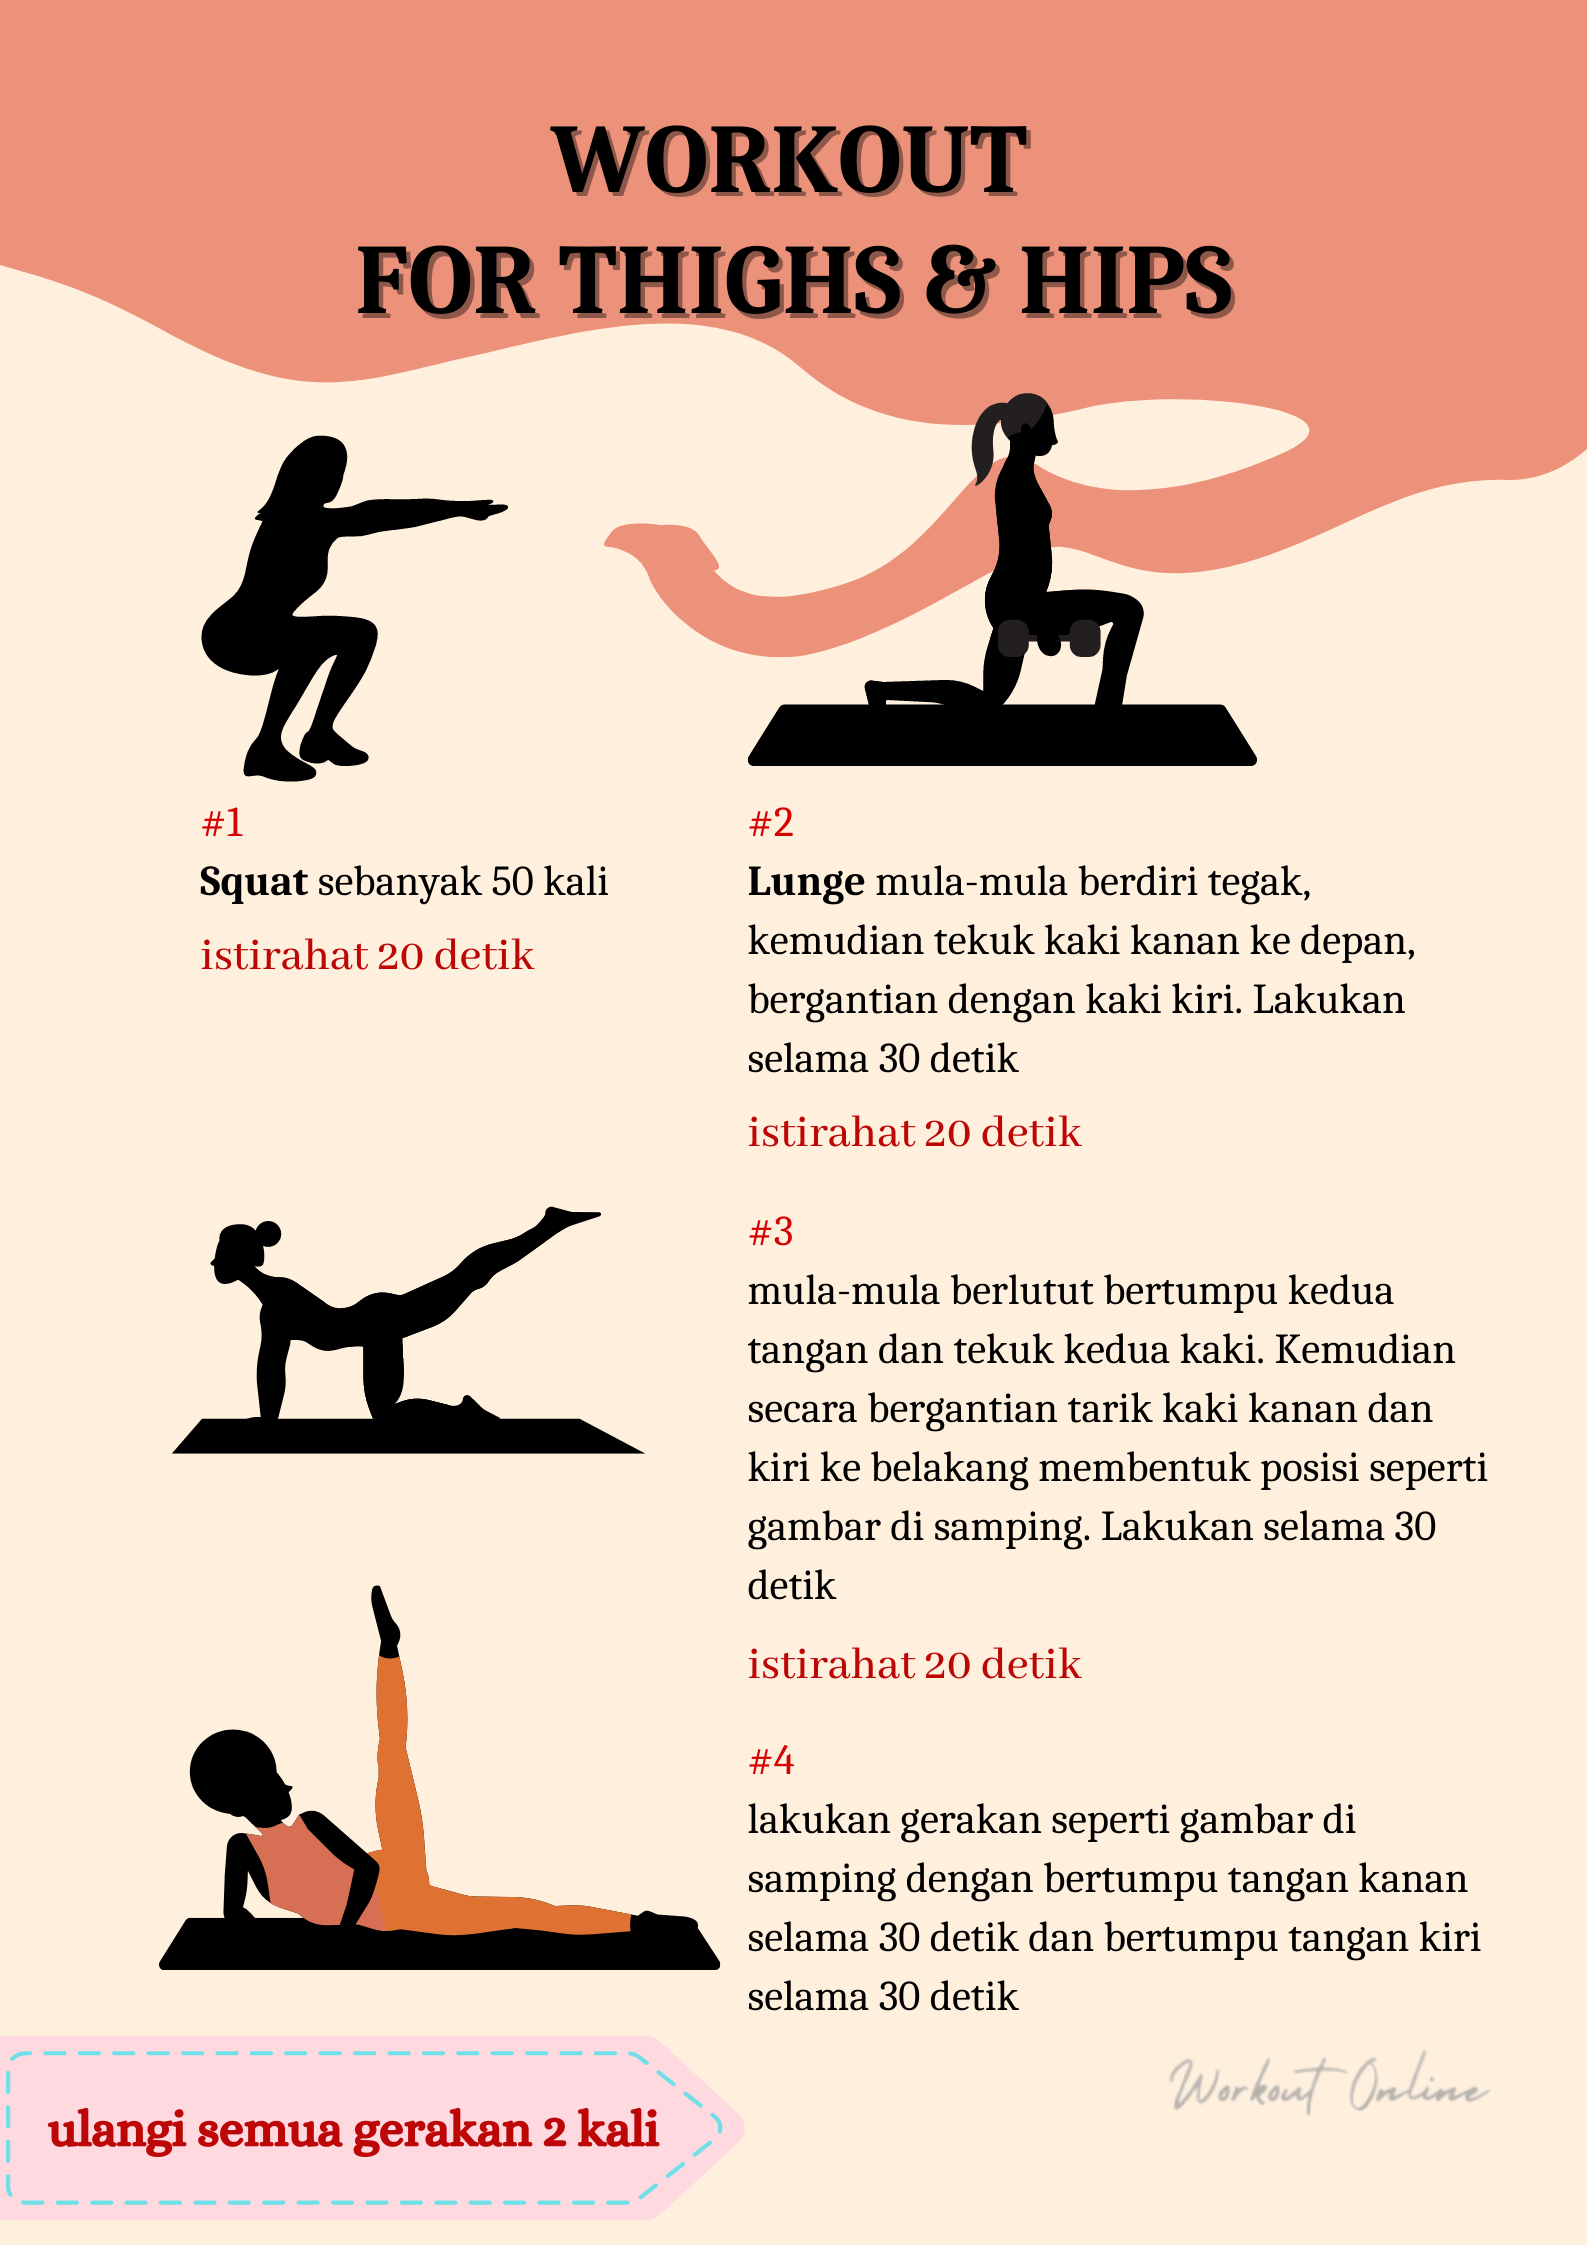 WORKOUT
FOR THIGHS & HIPS
#1
Squat sebanyak 50 kali
istirahat 20 detik
#2
Lunge mula-mula berdiri tegak,
kemudian tekuk kaki kanan ke depan,
bergantian dengan kaki kiri. Lakukan
selama 30 detik
istirahat 20 detik
#3
mula-mula berlutut bertumpu kedua
tangan dan tekuk kedua kaki. Kemudian
secara bergantian tarik kaki kanan dan
kiri ke belakang membentuk posisi seperti
gambar di samping. Lakukan selama 30
detik
istirahat 20 detik
#4
lakukan gerakan seperti gambar di
samping dengan bertumpu tangan kanan
selama 30 detik dan bertumpu tangan kiri
selama 30 detik
ulangi semua gerakan 2 kali
Workout Online